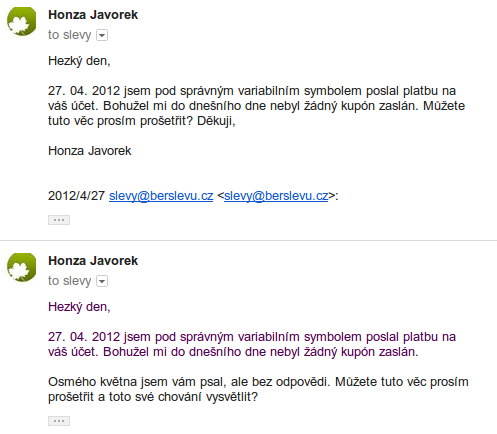 Honza Javorek
to slevy
Hezký den,
27. 04. 2012 jsem pod správným variabilním symbolem poslal platbu na
váš účet. Bohužel mi do dnešního dne nebyl žádný kupón zaslán. Můžete
tuto věc prosím prošetřit? Děkuji,
Honza Javorek
2012/4/27 slevy@berslevu.cz <slevy@berslevu.cz>:
Honza Javorek
to slevy
Hezký den,
27. 04. 2012 jsem pod správným variabilním symbolem poslal platbu na
váš účet. Bohužel mi do dnešního dne nebyl žádný kupón zaslán.
Osmého května jsem vám psal, ale bez odpovědi. Můžete tuto věc prosím
prošetřit a toto své chování vysvětlit?